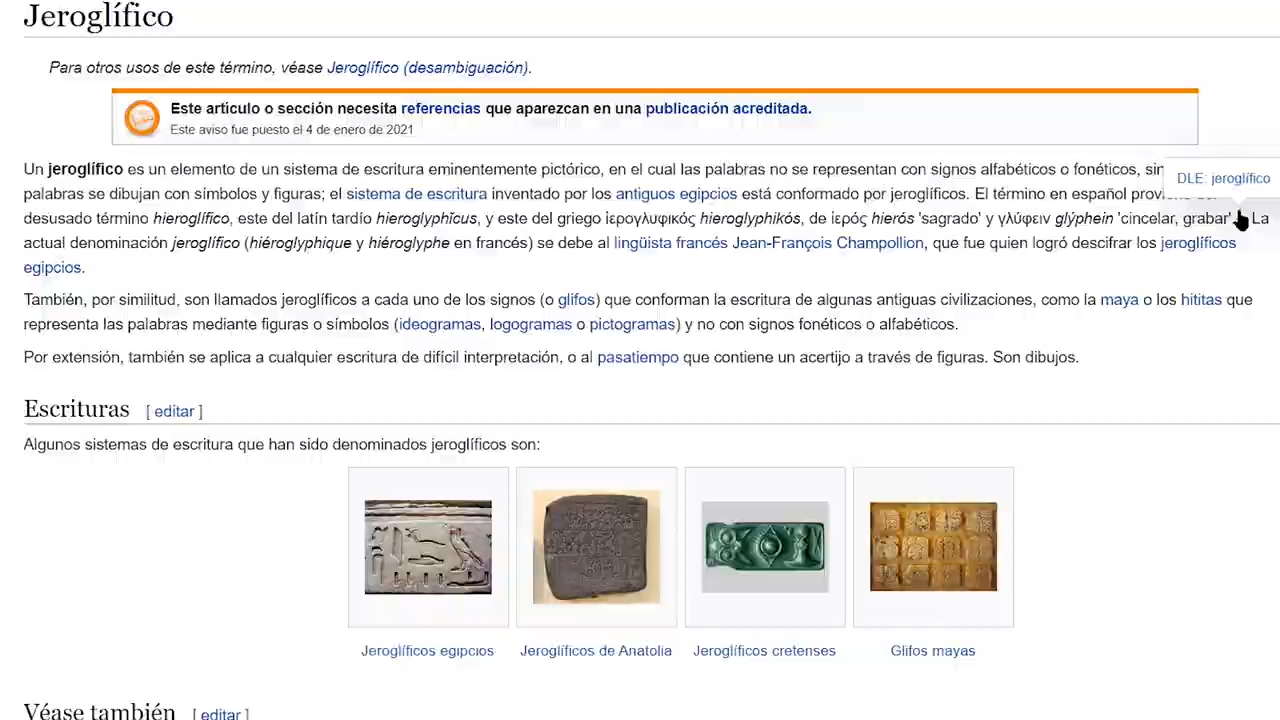 Jeroglífico
Para otros usos de este término, véase Jeroglífico (desambiguación).
Este artículo o sección necesita referencias que aparezcan en una publicación acreditada.
Este aviso fue puesto el 4 de enero de 2021
Un jeroglífico es un elemento de un sistema de escritura eminentemente pictórico, en el cual las palabras no se representan con signos alfabéticos o fonéticos,
DLE: jeroglífico
palabras se dibujan con símbolos y figuras; el sistema de escritura inventado por los antiguos egipcios está conformado por jeroglíficos. El término en español
desusado término hieroglífico, este del latín tardío hieroglyphĭcus, y este del griego ἱερογλυφικός hieroglyphikós, de ἱερός hierós 'sagrado' y γλύφειν glýphein 'cincelar, grabar'. La
actual denominación jeroglífico (hiéroglyphique y hiéroglyphe en francés) se debe al lingüista francés Jean-François Champollion, que fue quien logró descifrar los jeroglíficos
egipcios.
También, por similitud, son llamados jeroglíficos a cada uno de los signos (o glifos) que conforman la escritura de algunas antiguas civilizaciones, como la maya o los hititas que
representa las palabras mediante figuras o símbolos (ideogramas, logogramas o pictogramas) y no con signos fonéticos o alfabéticos.
Por extensión, también se aplica a cualquier escritura de difícil interpretación, o al pasatiempo que contiene un acertijo a través de figuras. Son dibujos.
Escrituras [ editar ]
Algunos sistemas de escritura que han sido denominados jeroglíficos son:
Jeroglíficos egipcios Jeroglíficos de Anatolia Jeroglíficos cretenses Glifos mayas
Véase también [ editar ]